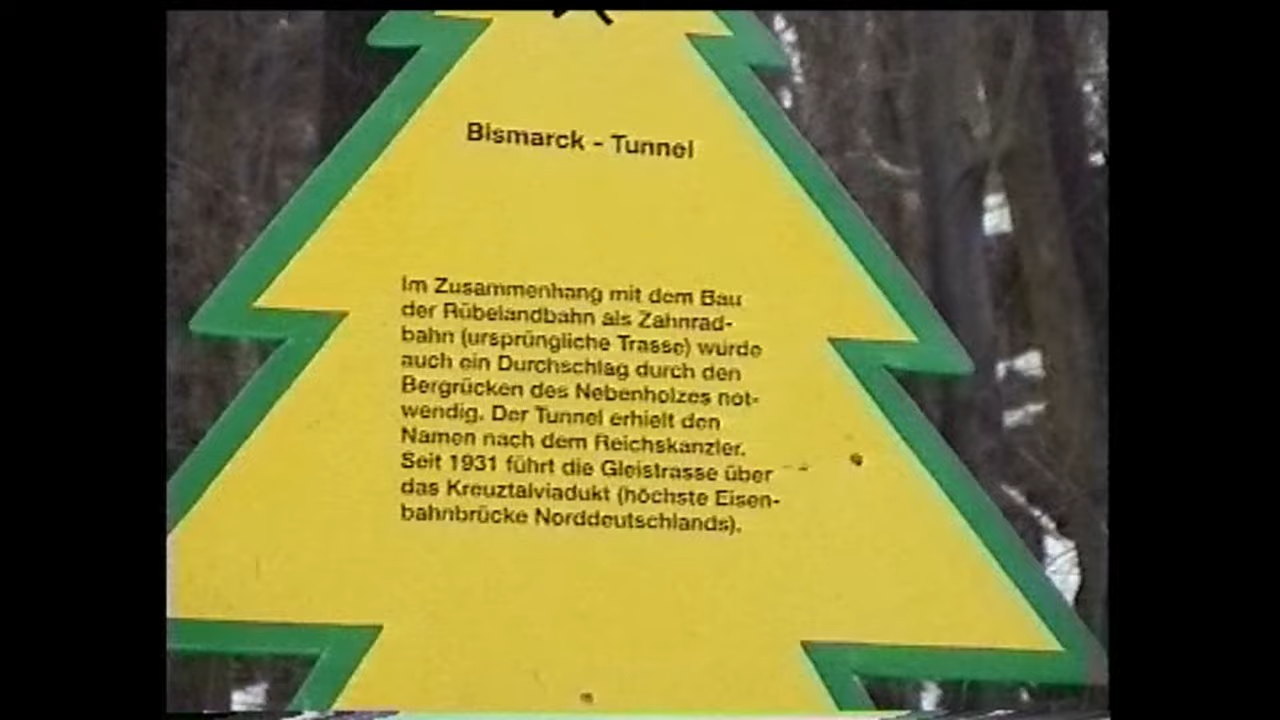 Bismarck - Tunnel
Im Zusammenhang mit dem Bau
der Rübelandbahn als Zahnrad-
bahn (ursprüngliche Trasse) wurde
auch ein Durchschlag durch den
Bergrücken des Nebenholzes not-
wendig. Der Tunnel erhielt den
Namen nach dem Reichskanzler.
Seit 1931 führt die Gleistrasse über
das Kreuztalviadukt (höchste Eisen-
bahnbrücke Norddeutschlands).